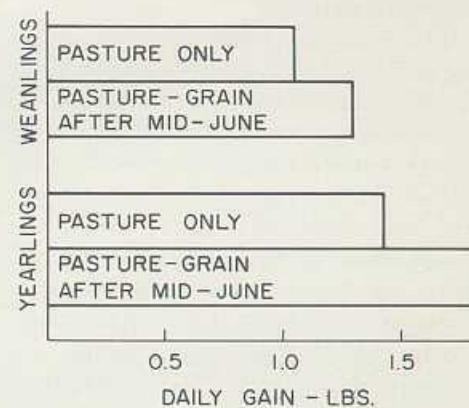 WEANLINGS
PASTURE ONLY
PASTURE-GRAIN
AFTER MID-JUNE
YEARLINGS
PASTURE ONLY
PASTURE-GRAIN
AFTER MID-JUNE
0.5 1.0 1.5
DAILY GAIN-LBS.